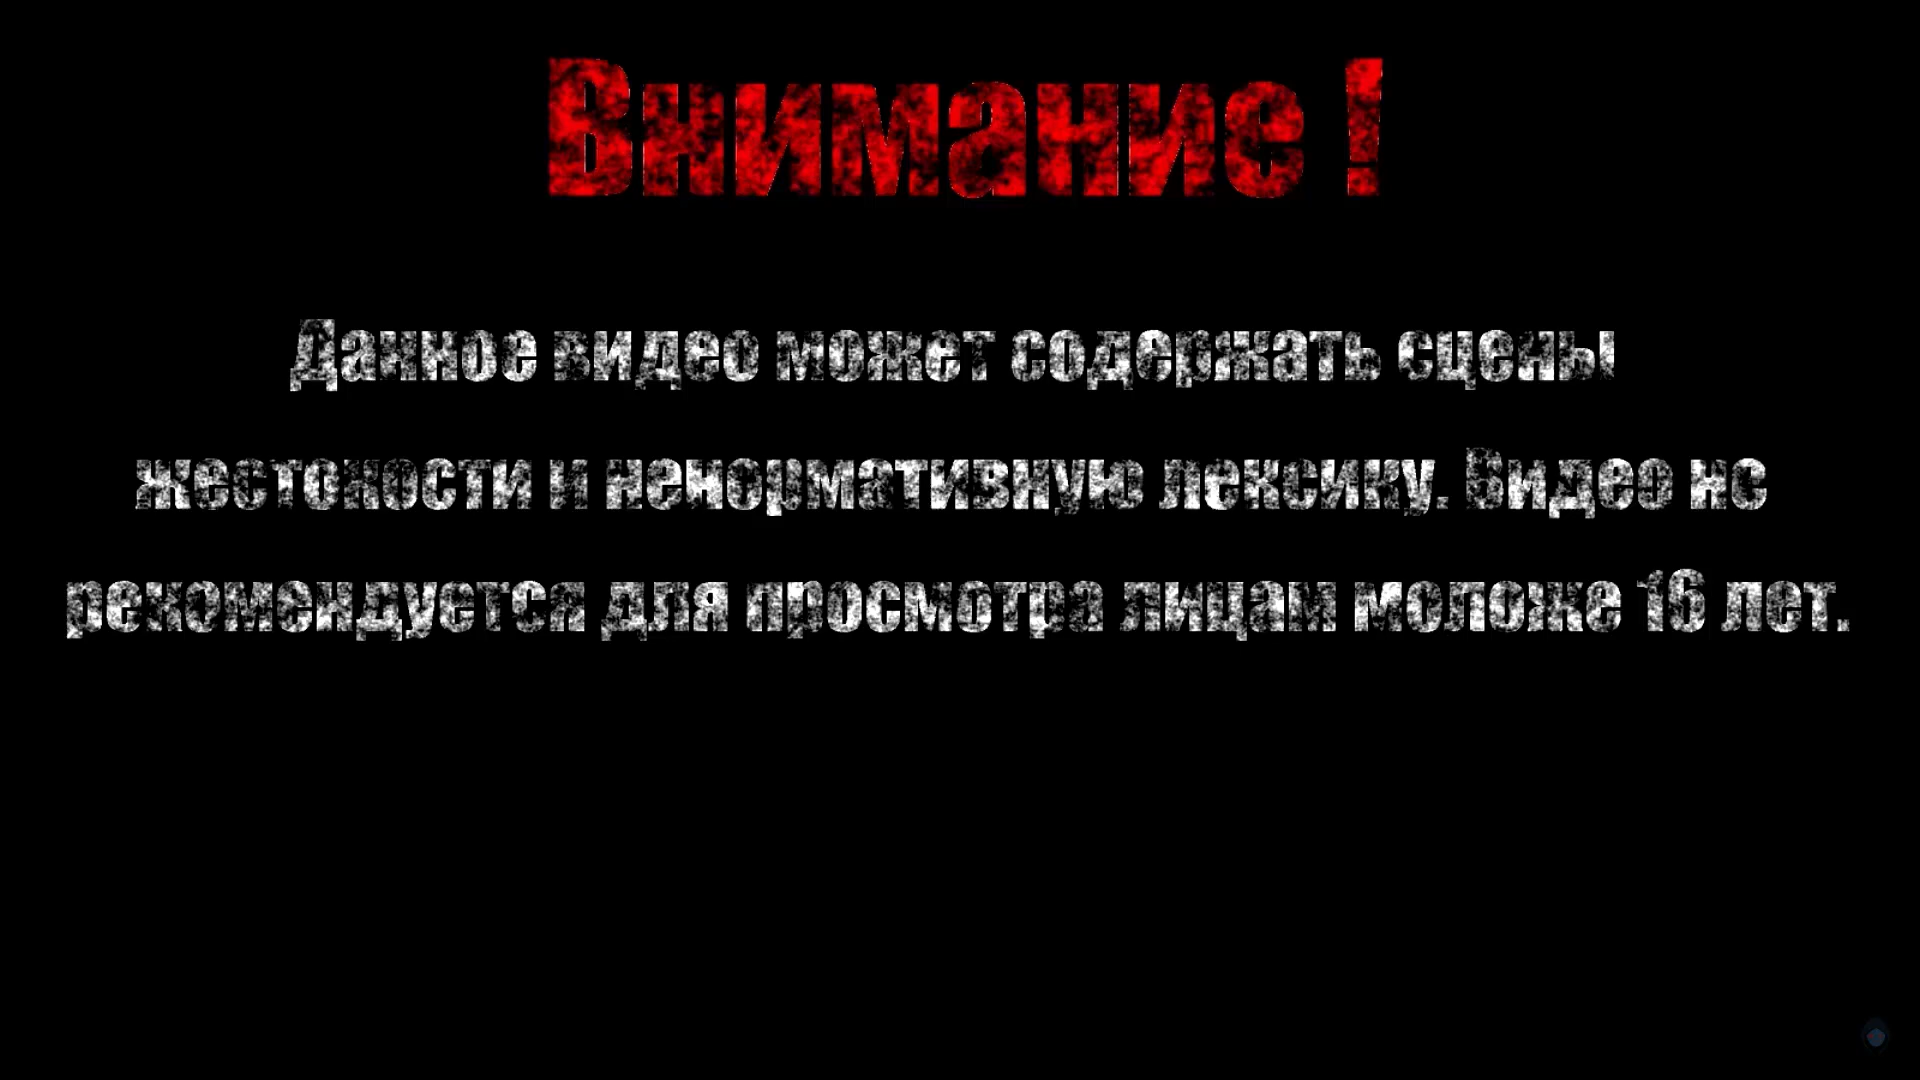 Внимание !
Данное видео может содержать сцены
жестокости и ненормативную лексику. Видео не
рекомендуется для просмотра лицам моложе 16 лет.